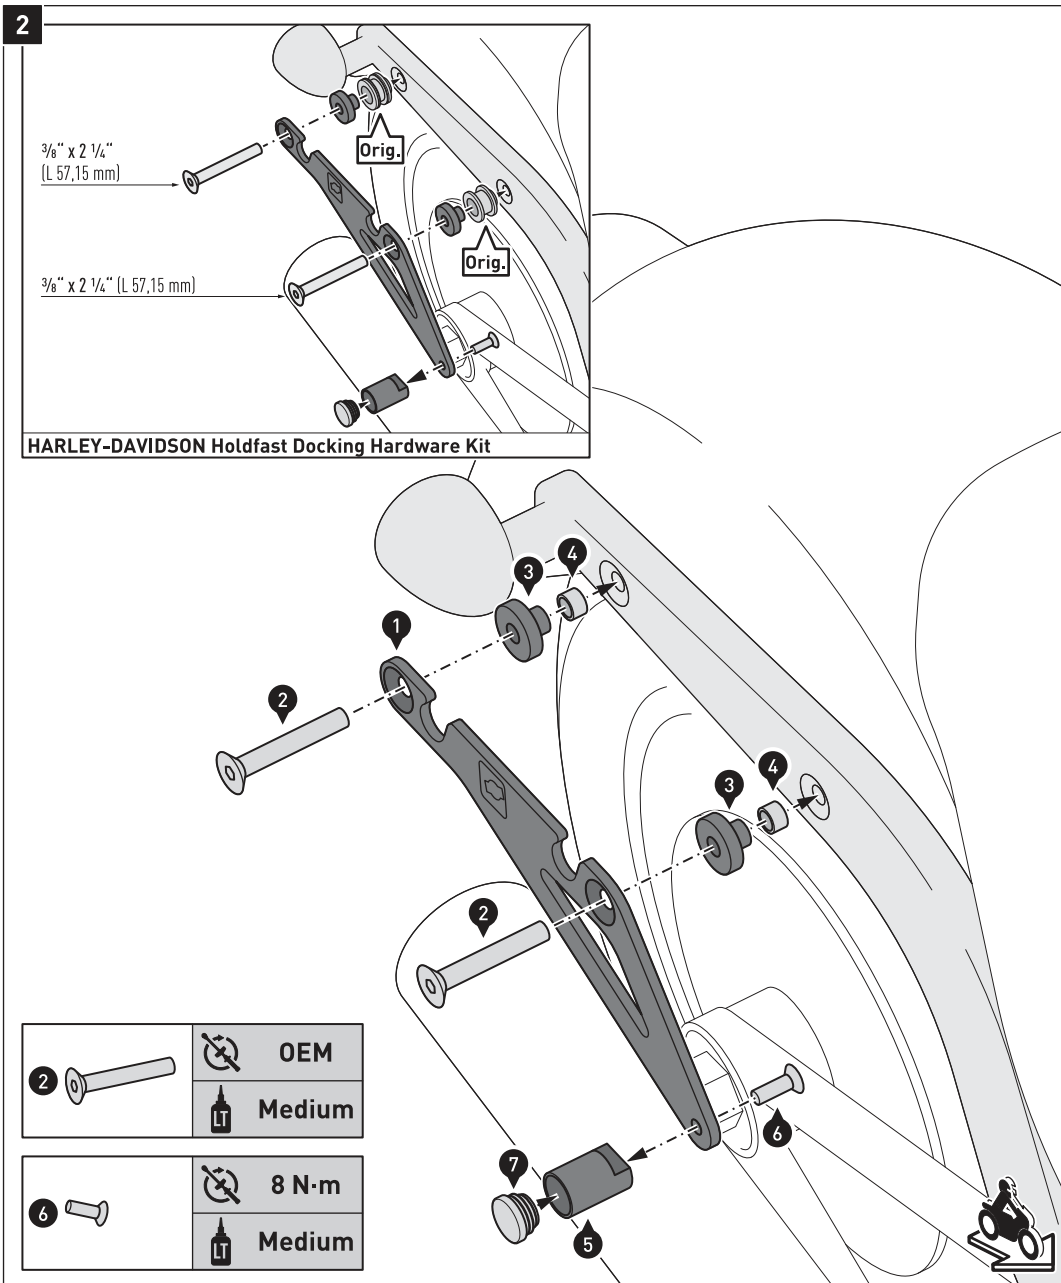 2
³⁄₈“ x 2 ¹⁄₄“
(L 57,15 mm)
Orig.
Orig.
³⁄₈“ x 2 ¹⁄₄“ (L 57,15 mm)
HARLEY-DAVIDSON Holdfast Docking Hardware Kit
4
3
1
2
4
3
2
2
OEM
LT
Medium
6
7
5
6
8 N·m
LT
Medium